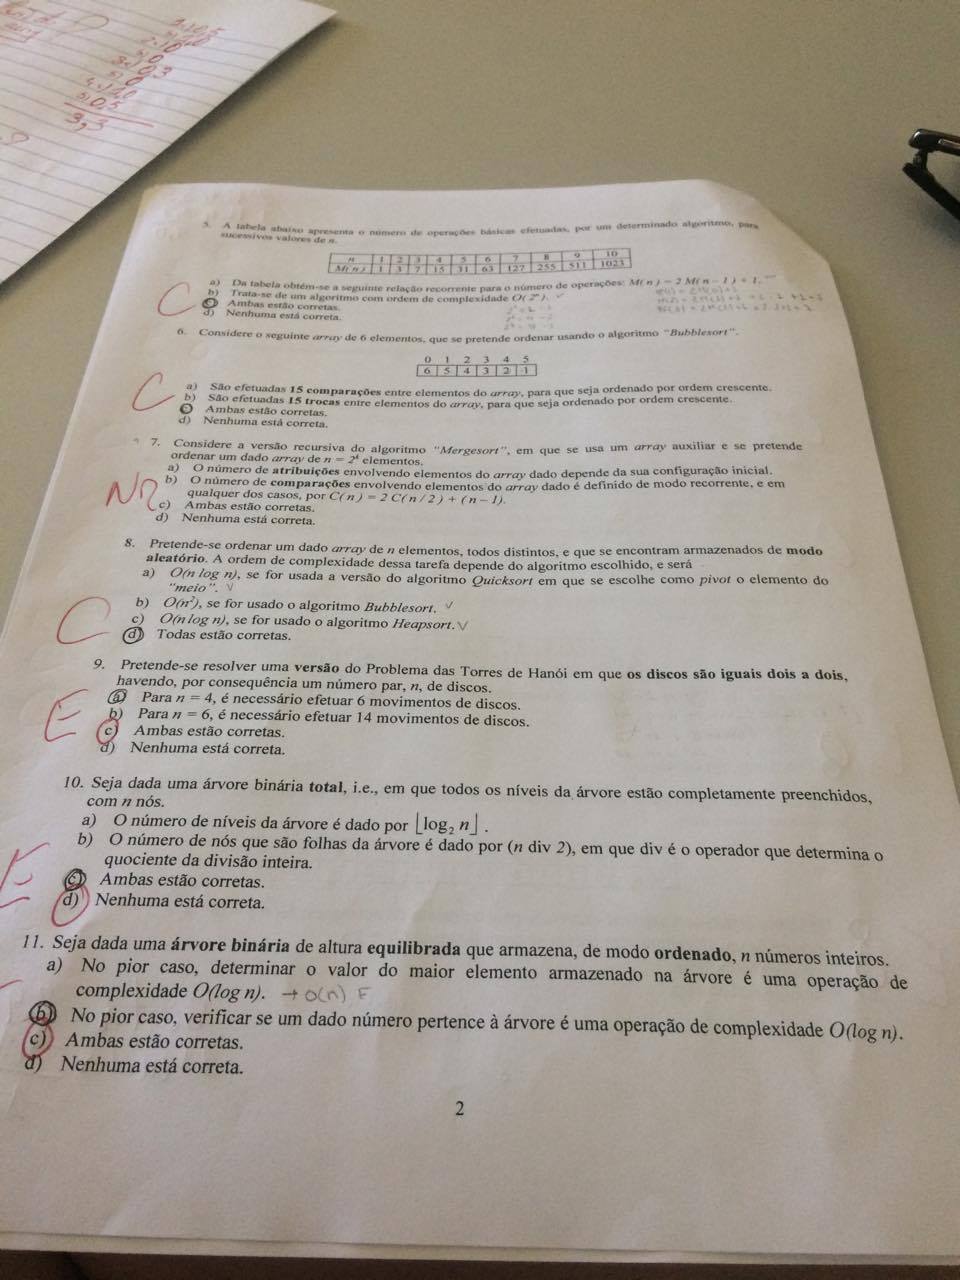 5. A tabela abaixo apresenta o número de operações básicas efetuadas, por um determinado algoritmo, para
sucessivos valores de n.
n 1 2 3 4 5 6 7 8 9 10
M(n) 1 3 7 15 31 63 127 255 511 1023
a) Da tabela obtém-se a seguinte relação recorrente para o número de operações: M(n) = 2 M(n – 1) + 1.
b) Trata-se de um algoritmo com ordem de complexidade O(2ⁿ).
c) Ambas estão corretas.
d) Nenhuma está correta.
C
6. Considere o seguinte array de 6 elementos, que se pretende ordenar usando o algoritmo "Bubblesort".
0 1 2 3 4 5
6 5 4 3 2 1
a) São efetuadas 15 comparações entre elementos do array, para que seja ordenado por ordem crescente.
b) São efetuadas 15 trocas entre elementos do array, para que seja ordenado por ordem crescente.
c) Ambas estão corretas.
d) Nenhuma está correta.
C
7. Considere a versão recursiva do algoritmo "Mergesort", em que se usa um array auxiliar e se pretende
ordenar um dado array de n = 2ᵏ elementos.
a) O número de atribuições envolvendo elementos do array dado depende da sua configuração inicial.
b) O número de comparações envolvendo elementos do array dado é definido de modo recorrente, e em
qualquer dos casos, por C(n) = 2 C(n / 2) + (n – 1).
c) Ambas estão corretas.
d) Nenhuma está correta.
NR
8. Pretende-se ordenar um dado array de n elementos, todos distintos, e que se encontram armazenados de modo
aleatório. A ordem de complexidade dessa tarefa depende do algoritmo escolhido, e será
a) O(n log n), se for usada a versão do algoritmo Quicksort em que se escolhe como pivot o elemento do
"meio". √
b) O(n²), se for usado o algoritmo Bubblesort. √
c) O(n log n), se for usado o algoritmo Heapsort. √
d) Todas estão corretas.
C
9. Pretende-se resolver uma versão do Problema das Torres de Hanói em que os discos são iguais dois a dois,
havendo, por consequência um número par, n, de discos.
a) Para n = 4, é necessário efetuar 6 movimentos de discos.
b) Para n = 6, é necessário efetuar 14 movimentos de discos.
c) Ambas estão corretas.
d) Nenhuma está correta.
E
10. Seja dada uma árvore binária total, i.e., em que todos os níveis da árvore estão completamente preenchidos,
com n nós.
a) O número de níveis da árvore é dado por ⌊log₂ n⌋ .
b) O número de nós que são folhas da árvore é dado por (n div 2), em que div é o operador que determina o
quociente da divisão inteira.
c) Ambas estão corretas.
d) Nenhuma está correta.
E
11. Seja dada uma árvore binária de altura equilibrada que armazena, de modo ordenado, n números inteiros.
a) No pior caso, determinar o valor do maior elemento armazenado na árvore é uma operação de
complexidade O(log n). → O(n) F
b) No pior caso, verificar se um dado número pertence à árvore é uma operação de complexidade O(log n).
c) Ambas estão corretas.
d) Nenhuma está correta.
2